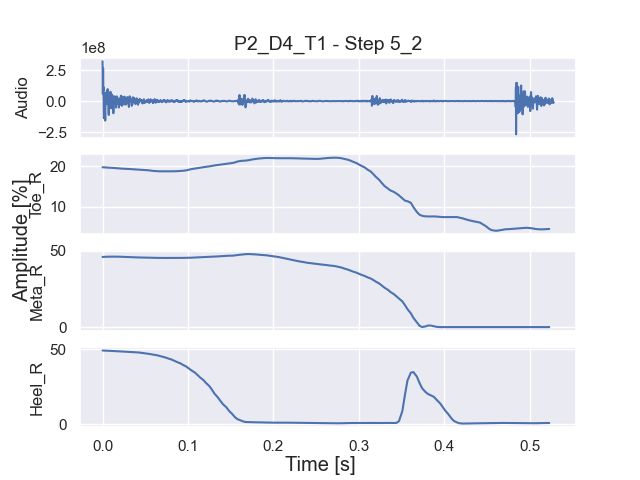 P2_D4_T1 - Step 5_2
1e8
Audio
2.5
0.0
−2.5
Amplitude [%]
Toe_R
20
10
Meta_R
50
0
Heel_R
50
0
0.0 0.1 0.2 0.3 0.4 0.5
Time [s]